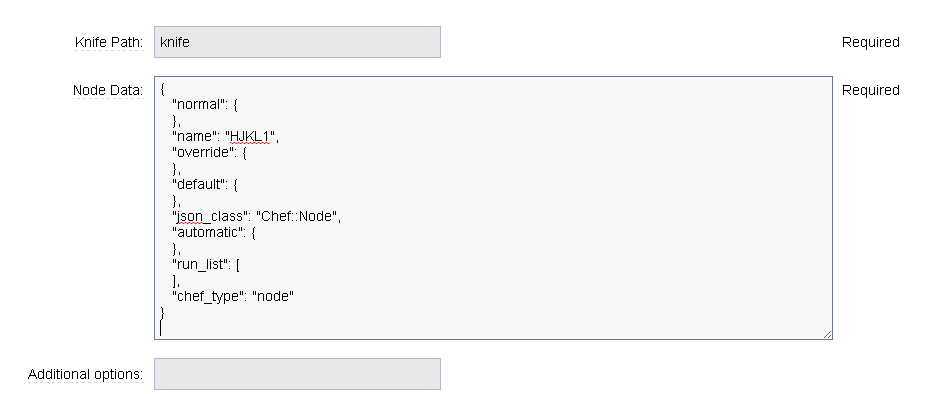 Knife Path: knife Required
Node Data: { Required
"normal": {
},
"name": "HJKL1",
"override": {
},
"default": {
},
"json_class": "Chef::Node",
"automatic": {
},
"run_list": [
],
"chef_type": "node"
}
Additional options: